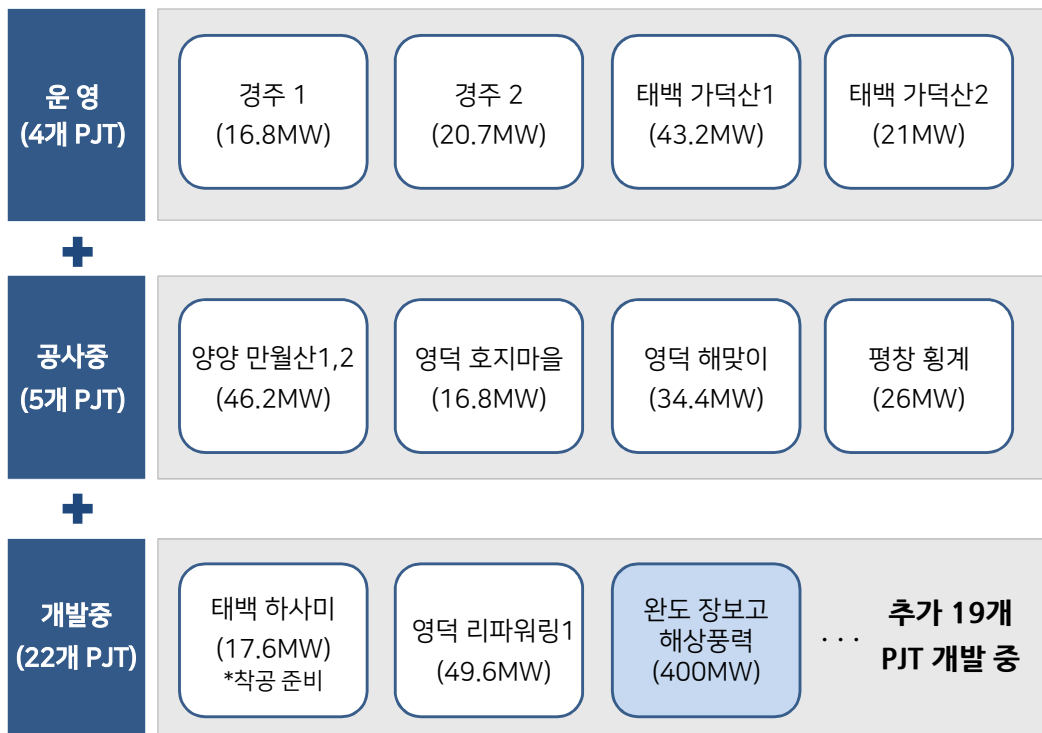 운 영
(4개 PJT)
경주 1
(16.8MW)
경주 2
(20.7MW)
태백 가덕산1
(43.2MW)
태백 가덕산2
(21MW)
공사중
(5개 PJT)
양양 만월산1,2
(46.2MW)
영덕 호지마을
(16.8MW)
영덕 해맞이
(34.4MW)
평창 횡계
(26MW)
개발중
(22개 PJT)
태백 하사미
(17.6MW)
*착공 준비
영덕 리파워링1
(49.6MW)
완도 장보고
해상풍력
(400MW)
· · ·
추가 19개
PJT 개발 중